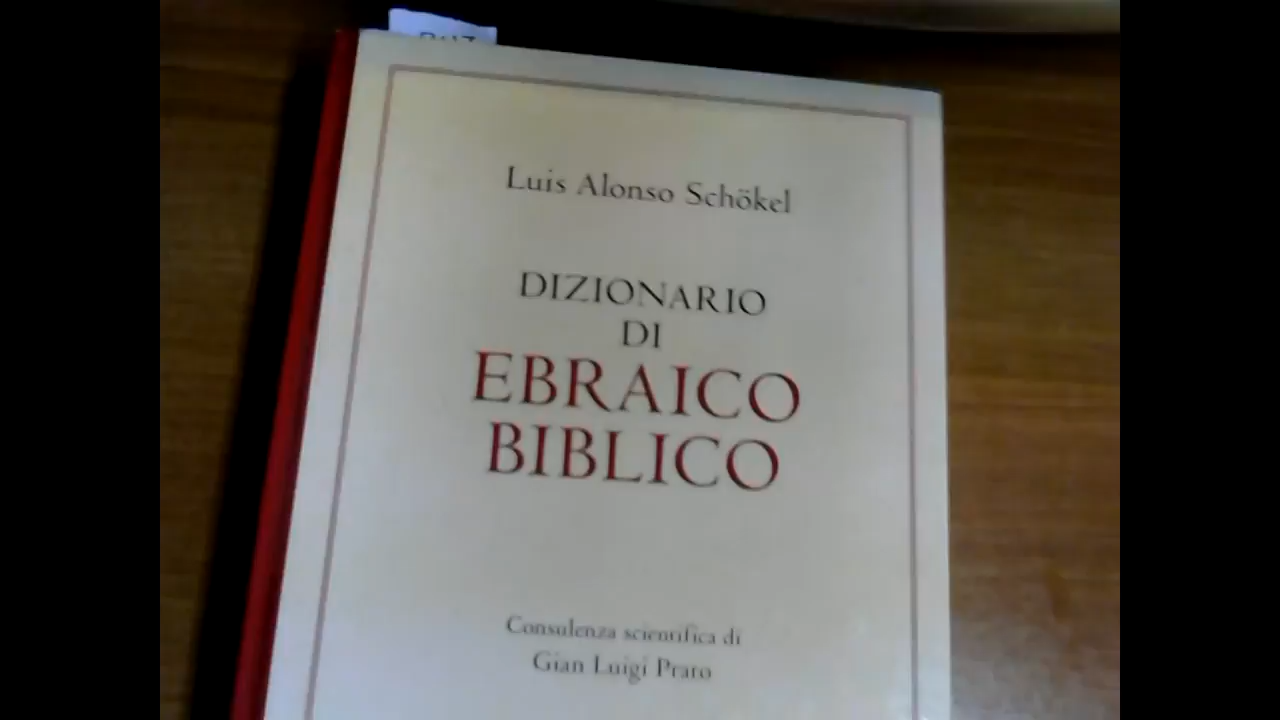 Luis Alonso Schökel
DIZIONARIO
DI
EBRAICO
BIBLICO
Consulenza scientifica di
Gian Luigi Prato